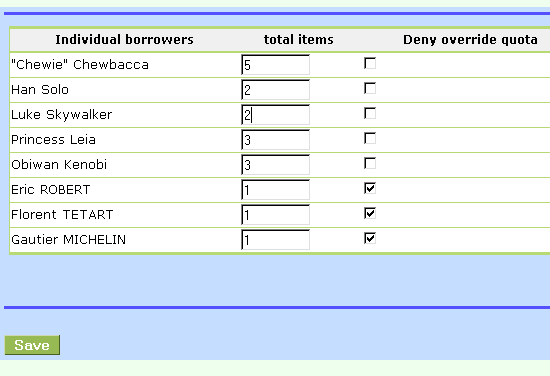 Individual borrowers total items Deny override quota
"Chewie" Chewbacca 5
Han Solo 2
Luke Skywalker 2
Princess Leia 3
Obiwan Kenobi 3
Eric ROBERT 1
Florent TETART 1
Gautier MICHELIN 1
Save